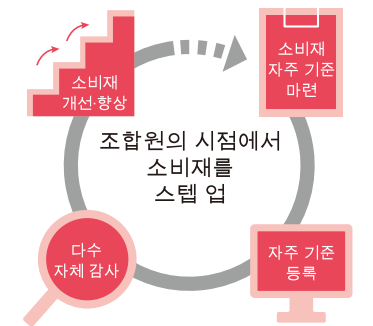 소비재
개선·향상
소비재
자주 기준
마련
조합원의 시점에서
소비재를
스텝 업
다수
자체 감사
자주 기준
등록